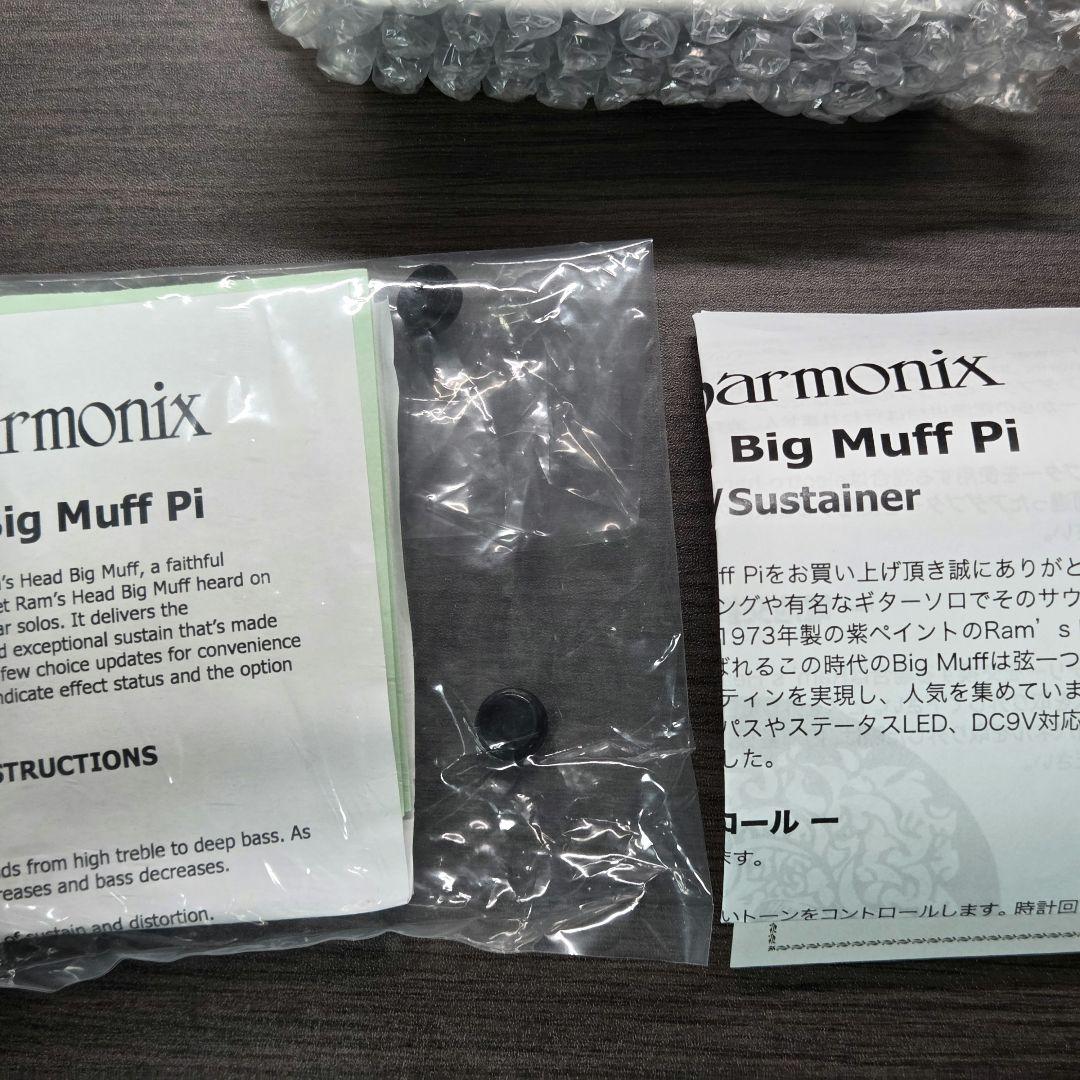 armonix
Big Muff Pi
's Head Big Muff, a faithful
et Ram's Head Big Muff heard on
ar solos. It delivers the
d exceptional sustain that's made
few choice updates for convenience
ndicate effect status and the option
STRUCTIONS
ds from high treble to deep bass. As
reases and bass decreases.
of sustain and distortion.
harmonix
Big Muff Pi
/Sustainer
ff Piをお買い上げ頂き誠にありがと
ングや有名なギターソロでそのサウ
1973年製の紫ペイントのRam's
ばれるこの時代のBig Muffは弦一つ
ティンを実現し、人気を集めていま
パスやステータスLED、DC9V対応
した。
ロール ー
ます。
いトーンをコントロールします。時計回